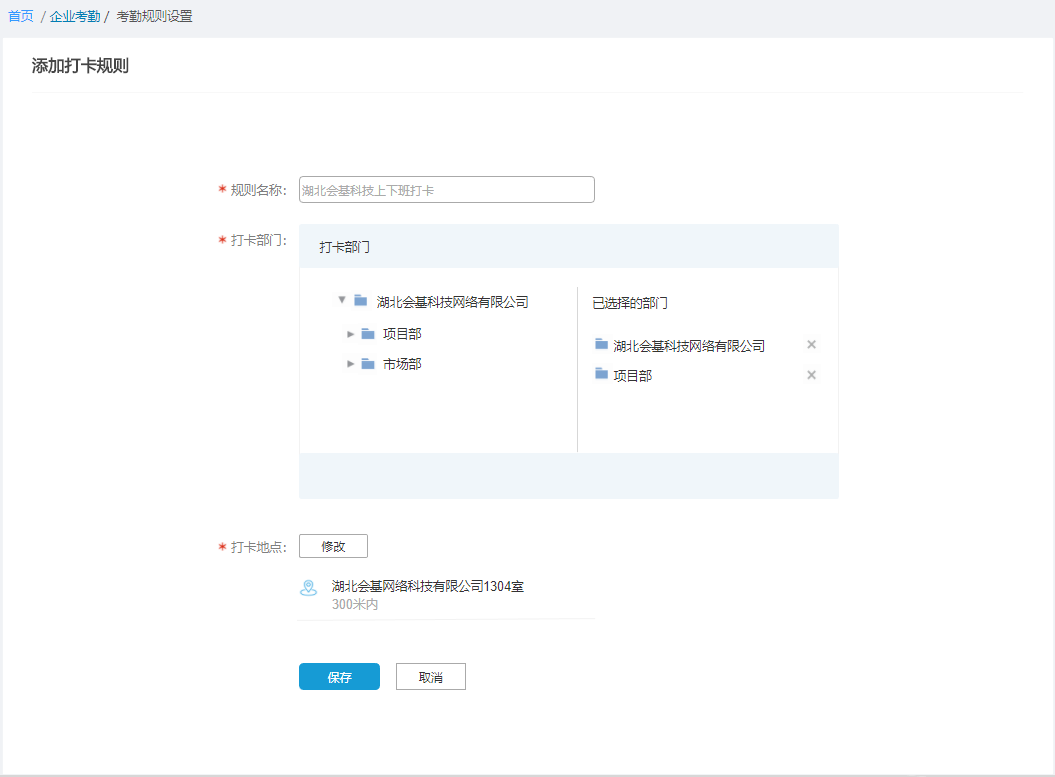 首页 / 企业考勤 / 考勤规则设置
添加打卡规则
* 规则名称: 湖北会基科技上下班打卡
* 打卡部门: 打卡部门
湖北会基科技网络有限公司
项目部
市场部
已选择的部门
湖北会基科技网络有限公司 ×
项目部 ×
* 打卡地点: 修改
湖北会基网络科技有限公司1304室
300米内
保存 取消